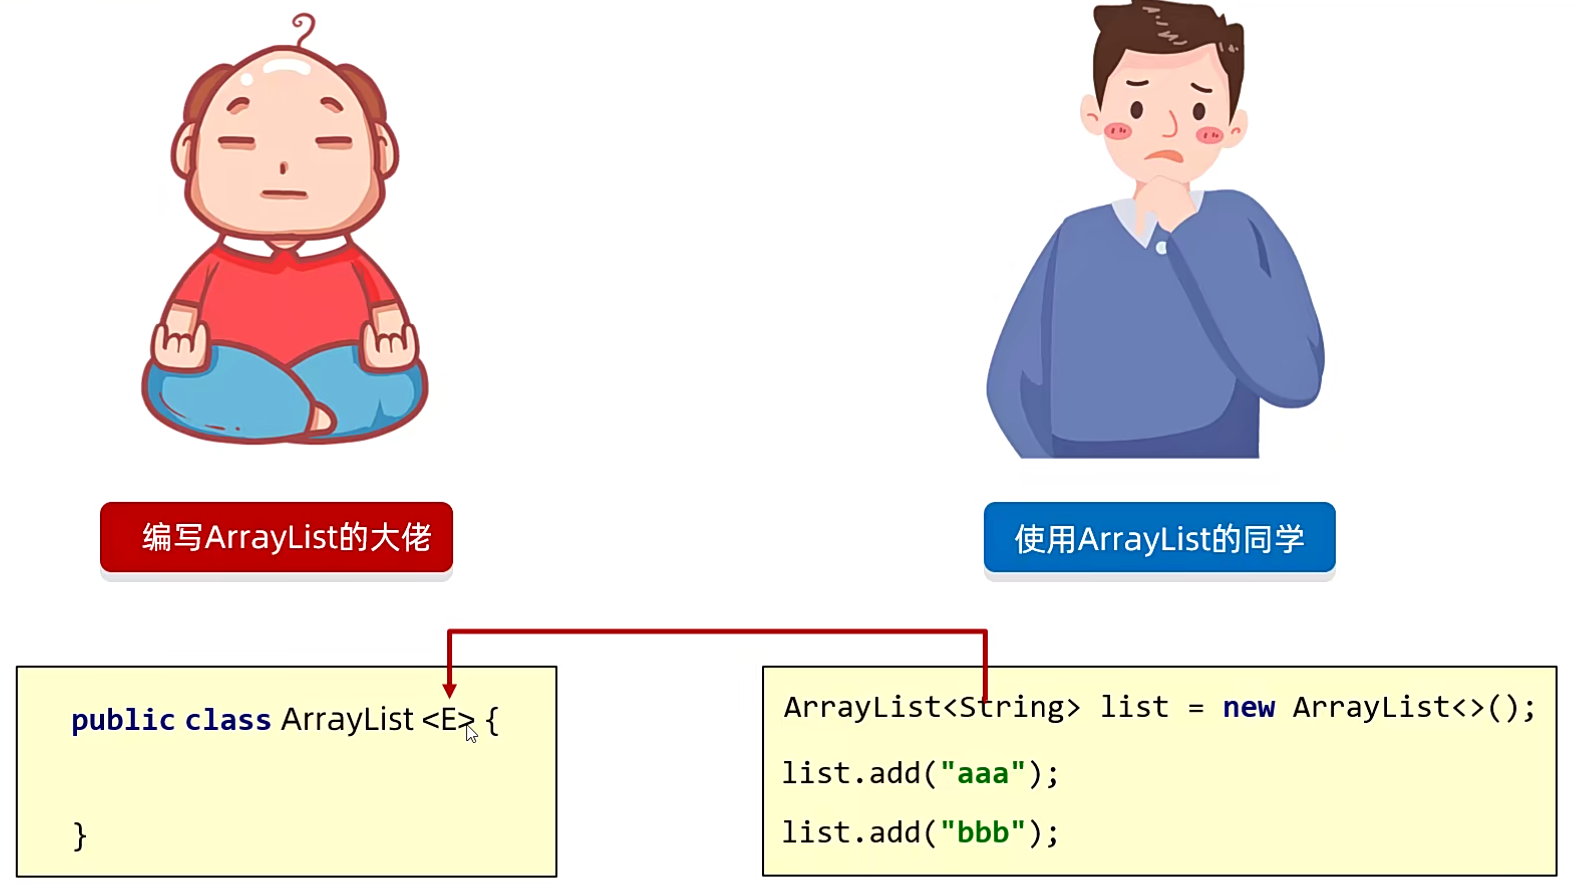 编写ArrayList的大佬
使用ArrayList的同学
public class ArrayList <E> {
}
ArrayList<String> list = new ArrayList<>();
list.add("aaa");
list.add("bbb");